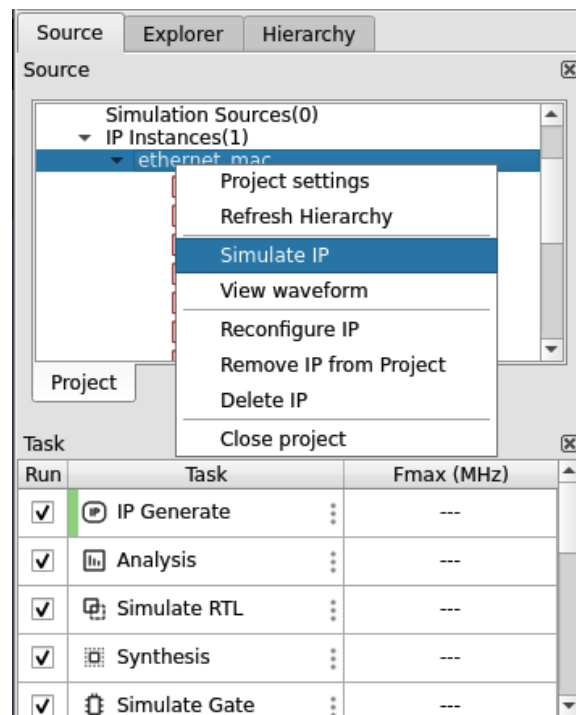 Source Explorer Hierarchy
Source
Simulation Sources(0)
IP Instances(1)
ethernet_mac
Project settings
Refresh Hierarchy
Simulate IP
View waveform
Reconfigure IP
Remove IP from Project
Delete IP
Close project
Project
Task
Run Task Fmax (MHz)
IP IP Generate ---
Analysis ---
Simulate RTL ---
Synthesis ---
Simulate Gate ---